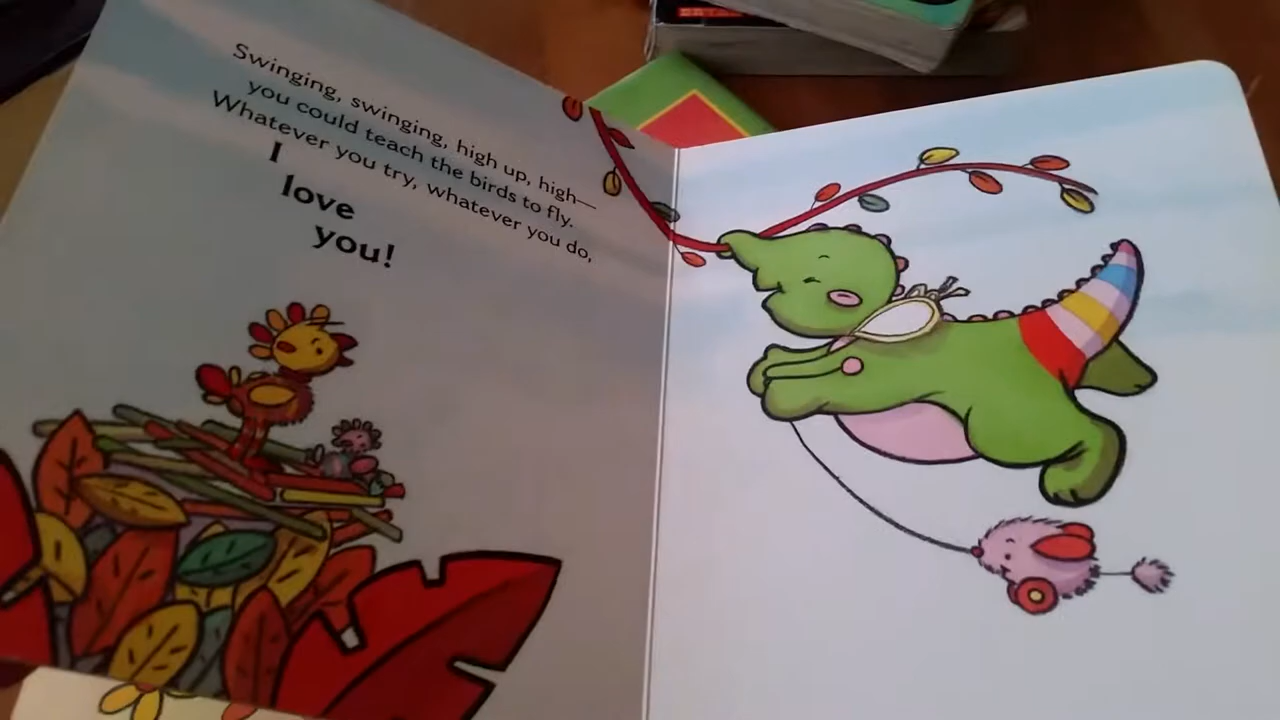 Swinging, swinging, high up, high—
you could teach the birds to fly.
Whatever you try, whatever you do,
I
love
you!